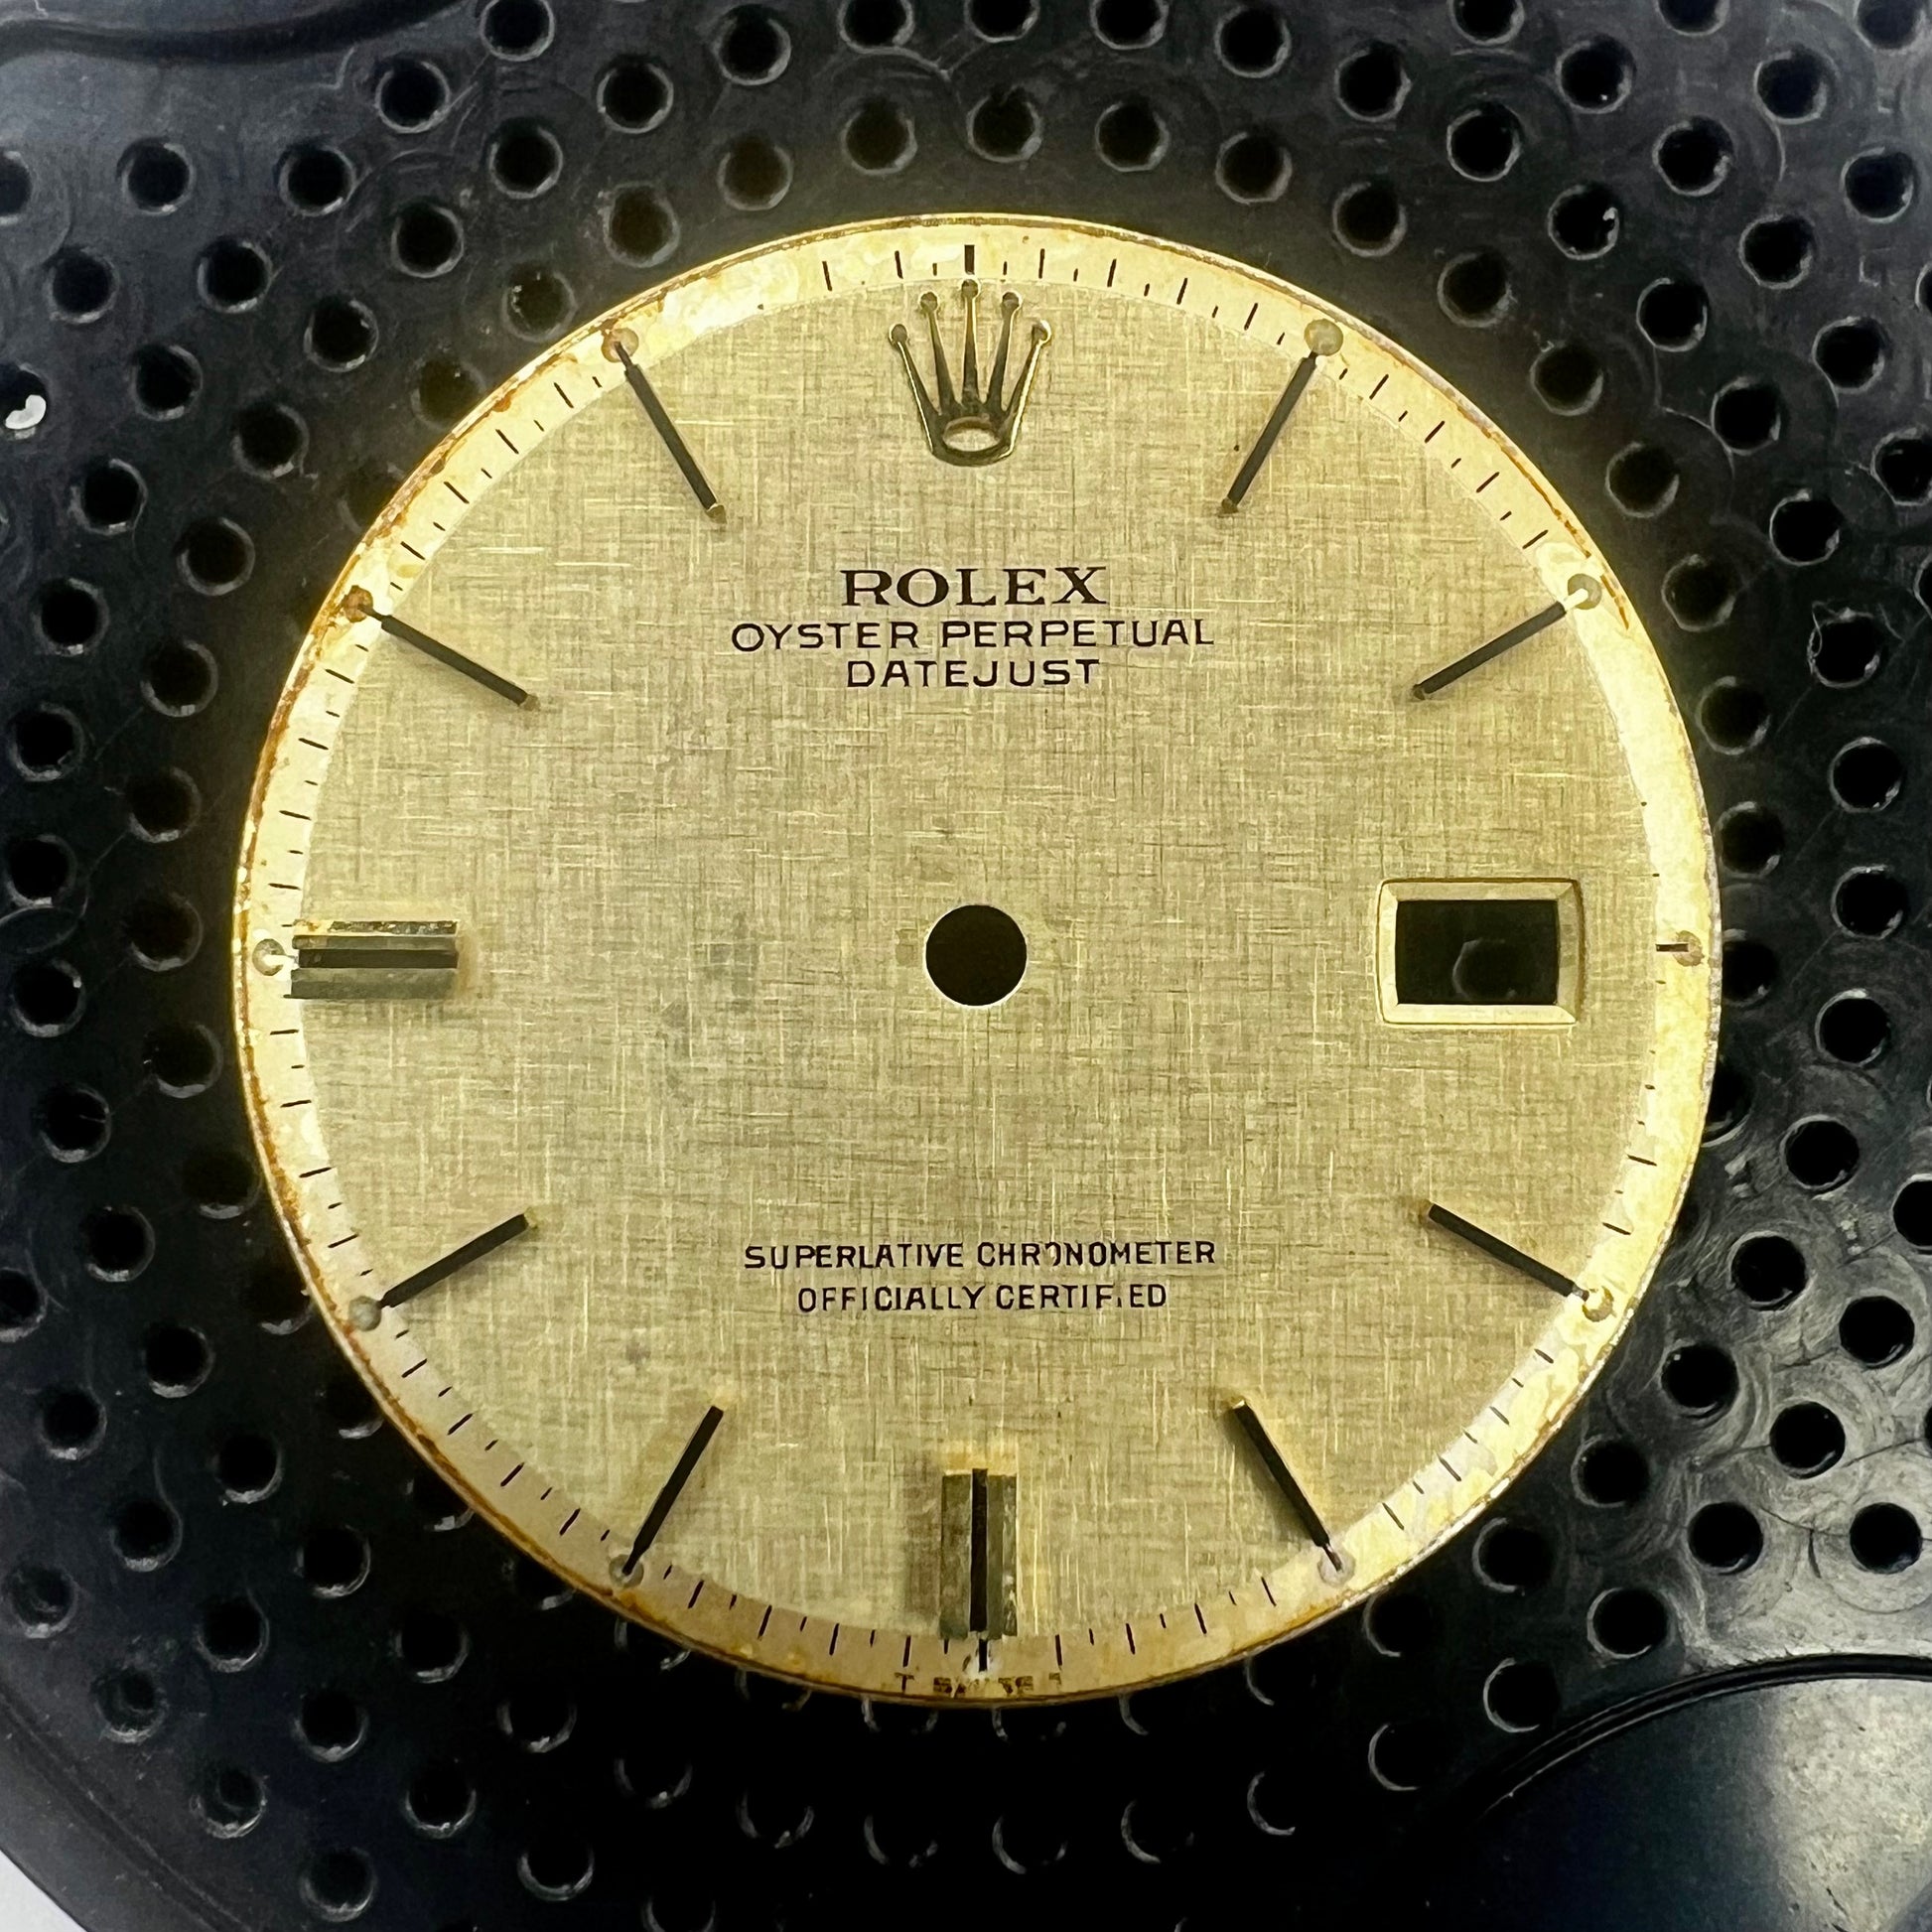 ROLEX
OYSTER PERPETUAL
DATEJUST
SUPERLATIVE CHRONOMETER
OFFICIALLY CERTIFIED
T